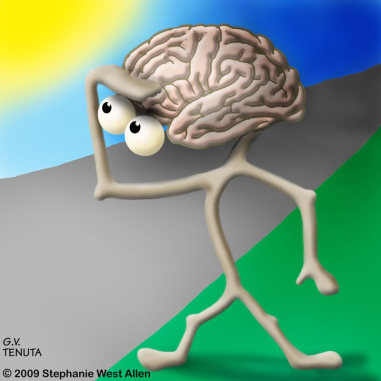 G.V.
TENUTA
© 2009 Stephanie West Allen